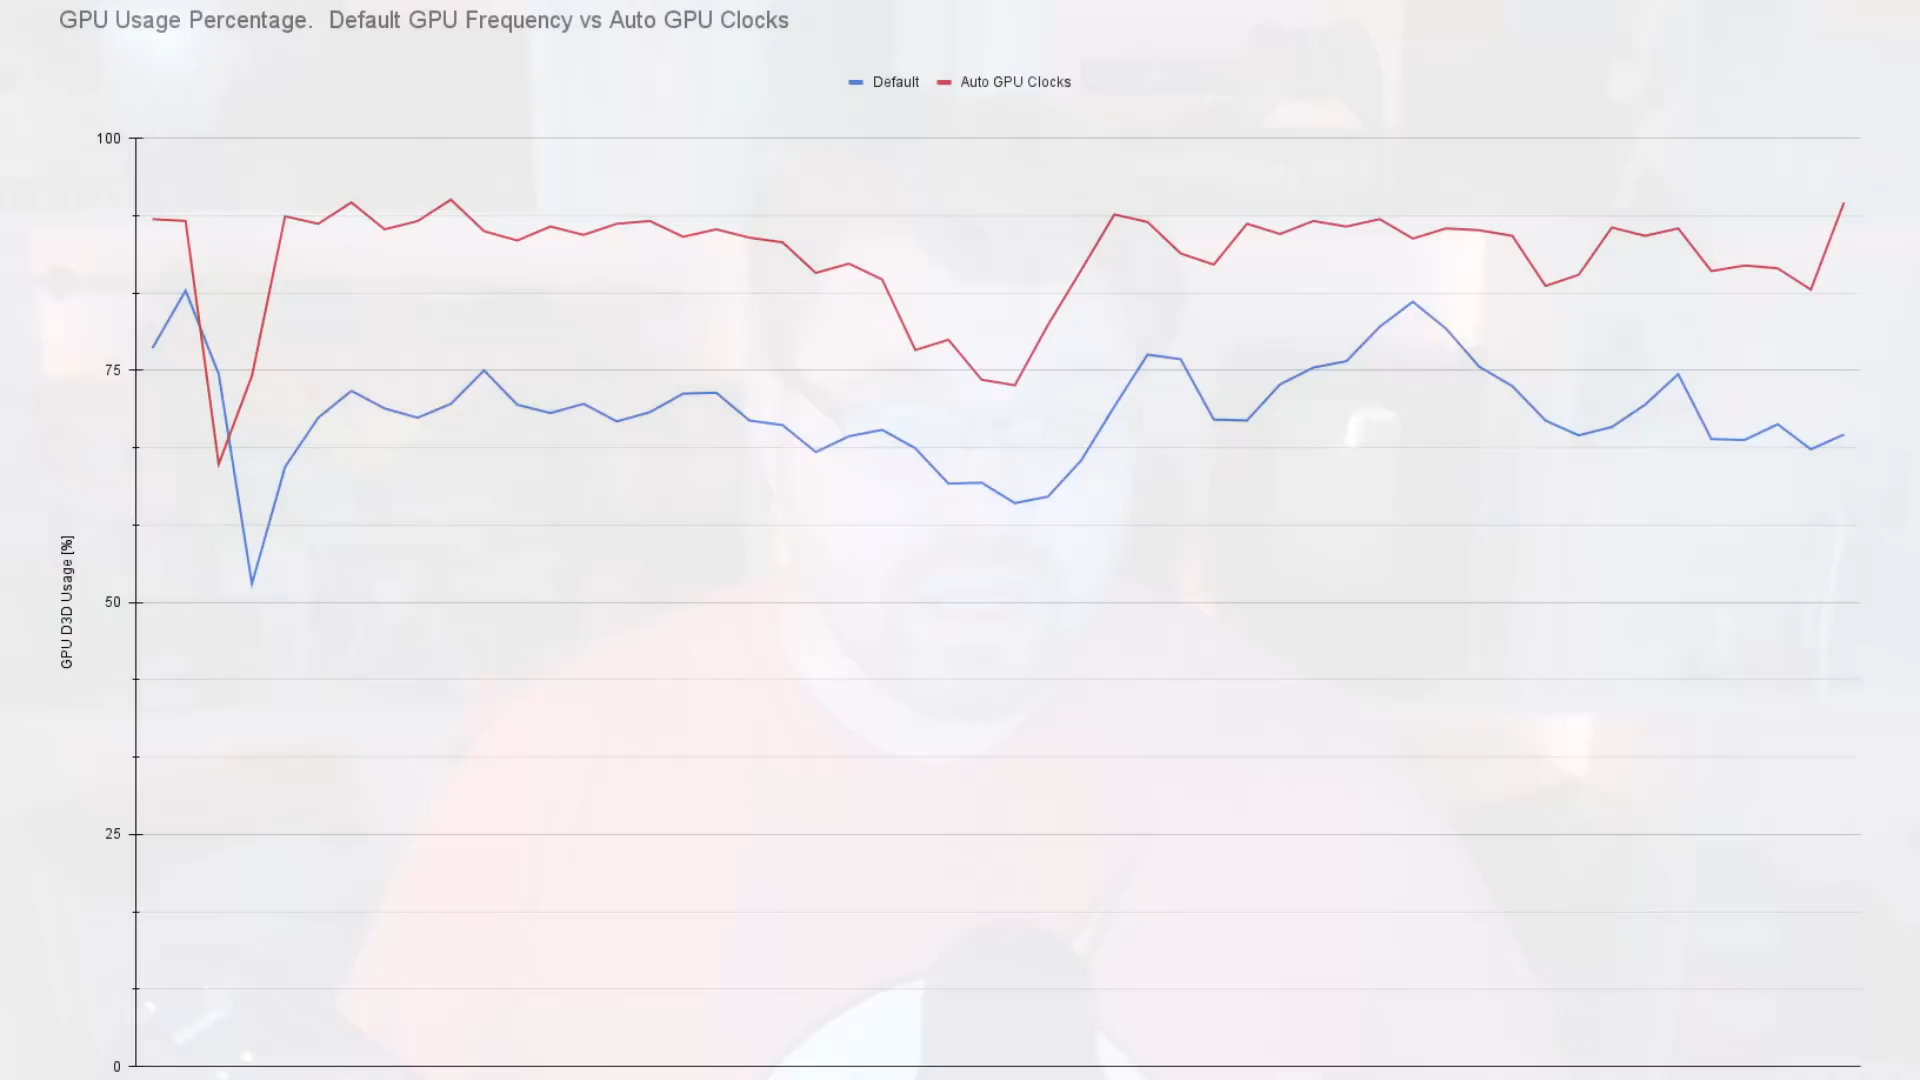 GPU Usage Percentage.  Default GPU Frequency vs Auto GPU Clocks
Default
Auto GPU Clocks
100
75
50
25
0
GPU D3D Usage [%]